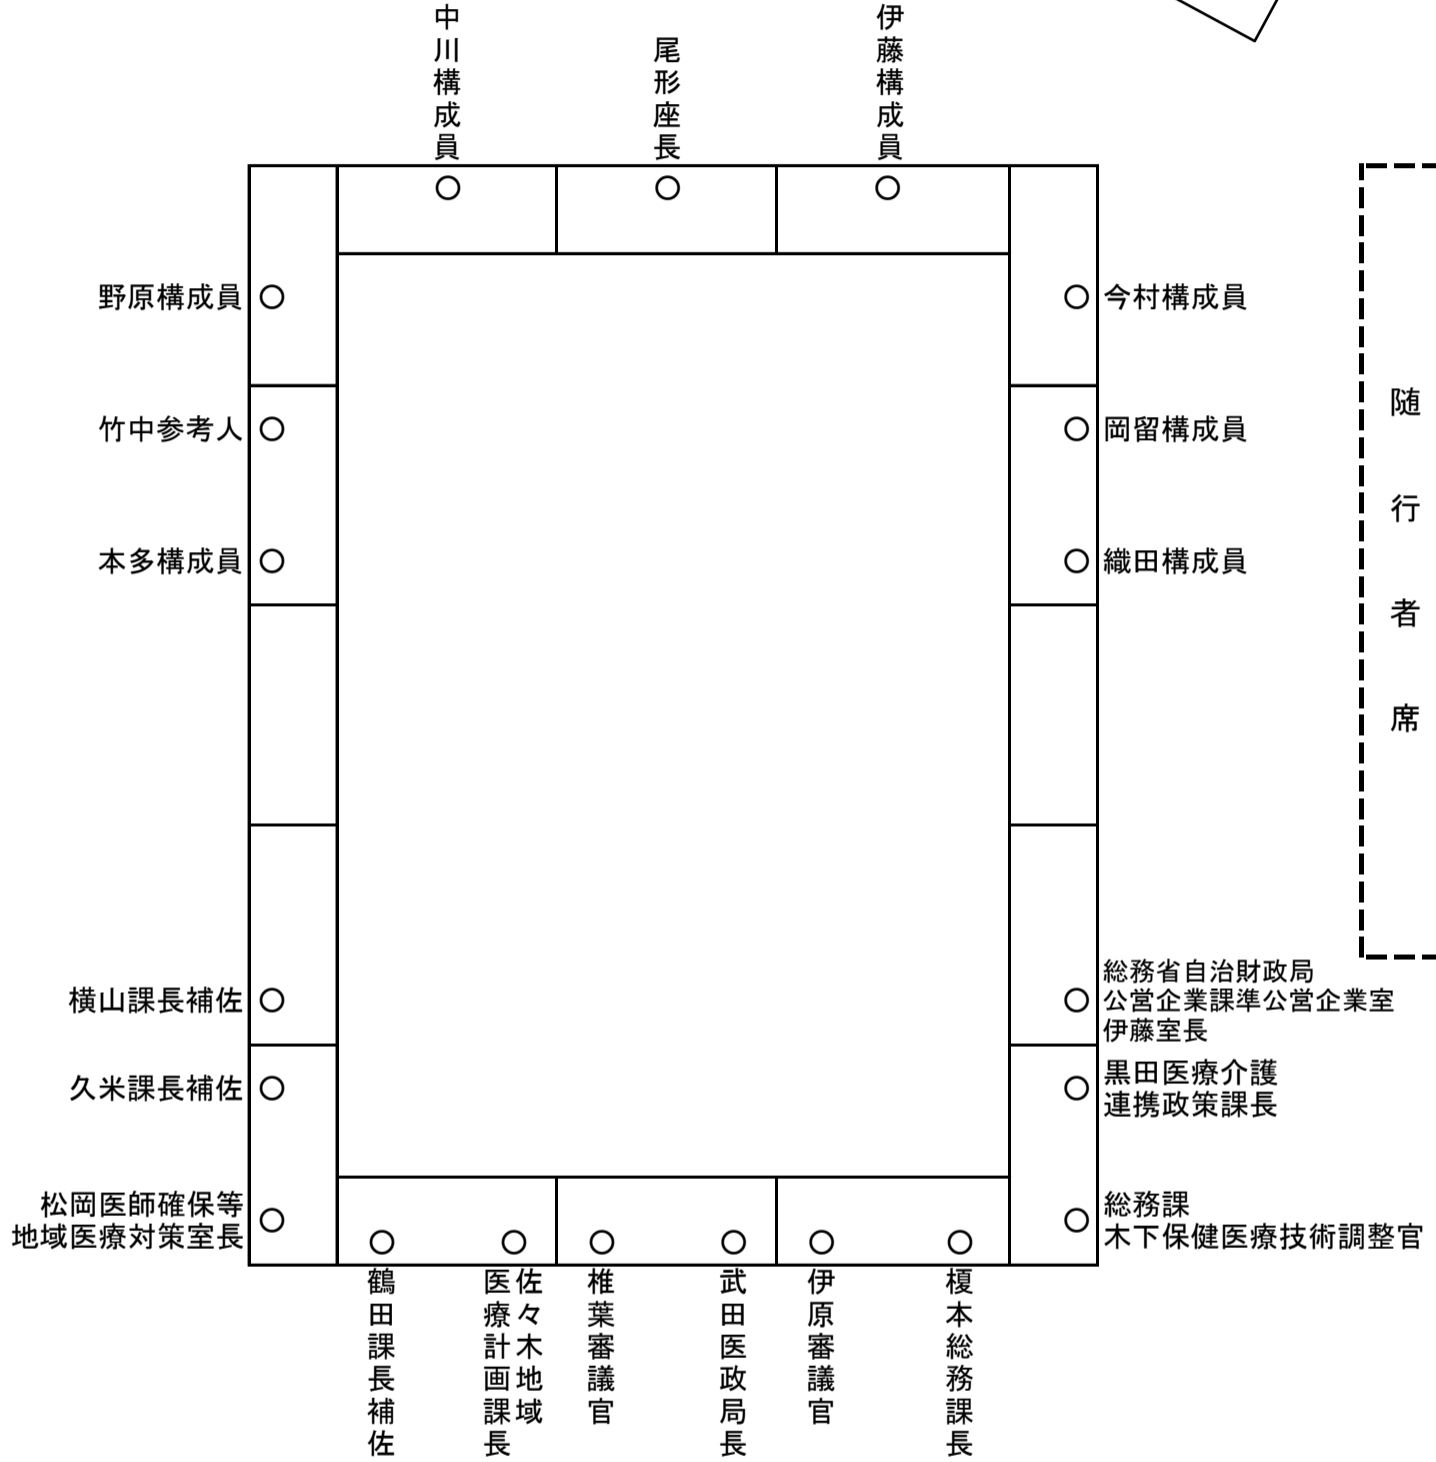 中川構成員
尾形座長
伊藤構成員
野原構成員
竹中参考人
本多構成員
横山課長補佐
久米課長補佐
松岡医師確保等
地域医療対策室長
今村構成員
岡留構成員
織田構成員
総務省自治財政局
公営企業課準公営企業室
伊藤室長
黒田医療介護
連携政策課長
総務課
木下保健医療技術調整官
鶴田課長補佐
佐々木地域
医療計画課長
椎葉審議官
武田医政局長
伊原審議官
榎本総務課長
随行者席